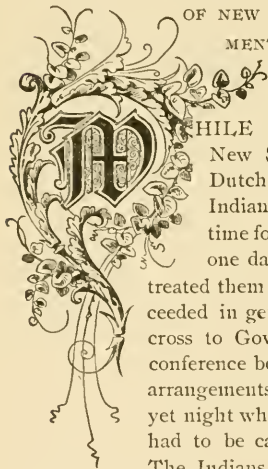 OF NEW
MENT
WHILE
New S
Dutch
Indian
time fo
one da
treated them
ceeded in ge
cross to Gov
conference be
arrangements
yet night wh
had to be ca
The Indians